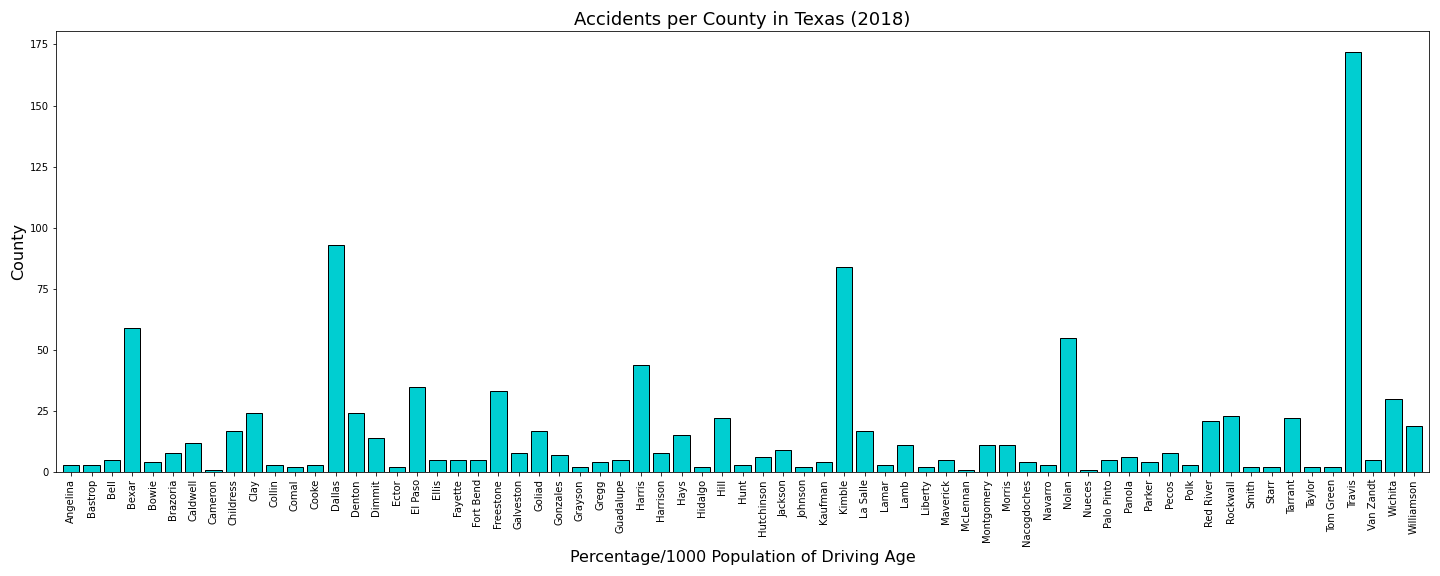 Accidents per County in Texas (2018)
County
175
150
125
100
75
50
25
0
Angelina
Bastrop
Bell
Bexar
Bowie
Brazoria
Caldwell
Cameron
Childress
Clay
Collin
Comal
Cooke
Dallas
Denton
Dimmit
Ector
El Paso
Ellis
Fayette
Fort Bend
Freestone
Galveston
Goliad
Gonzales
Grayson
Gregg
Guadalupe
Harris
Harrison
Hays
Hidalgo
Hill
Hunt
Hutchinson
Jackson
Johnson
Kaufman
Kimble
La Salle
Lamar
Lamb
Liberty
Maverick
McLennan
Montgomery
Morris
Nacogdoches
Navarro
Nolan
Nueces
Palo Pinto
Panola
Parker
Pecos
Polk
Red River
Rockwall
Smith
Starr
Tarrant
Taylor
Tom Green
Travis
Van Zandt
Wichita
Williamson
Percentage/1000 Population of Driving Age